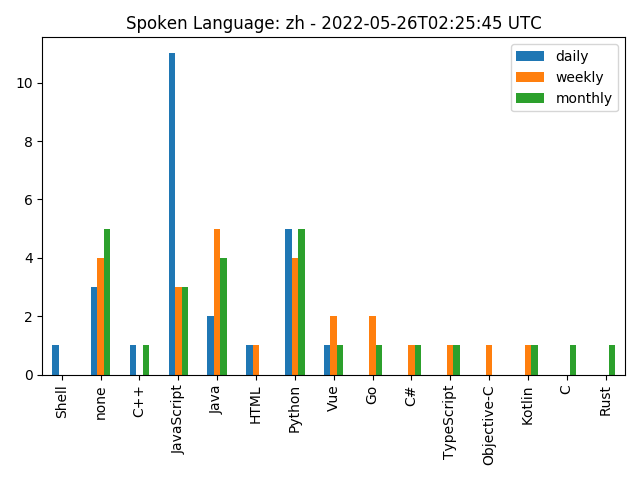 Spoken Language: zh - 2022-05-26T02:25:45 UTC
daily
weekly
monthly
10
8
6
4
2
0
Shell
none
C++
JavaScript
Java
HTML
Python
Vue
Go
C#
TypeScript
Objective-C
Kotlin
C
Rust